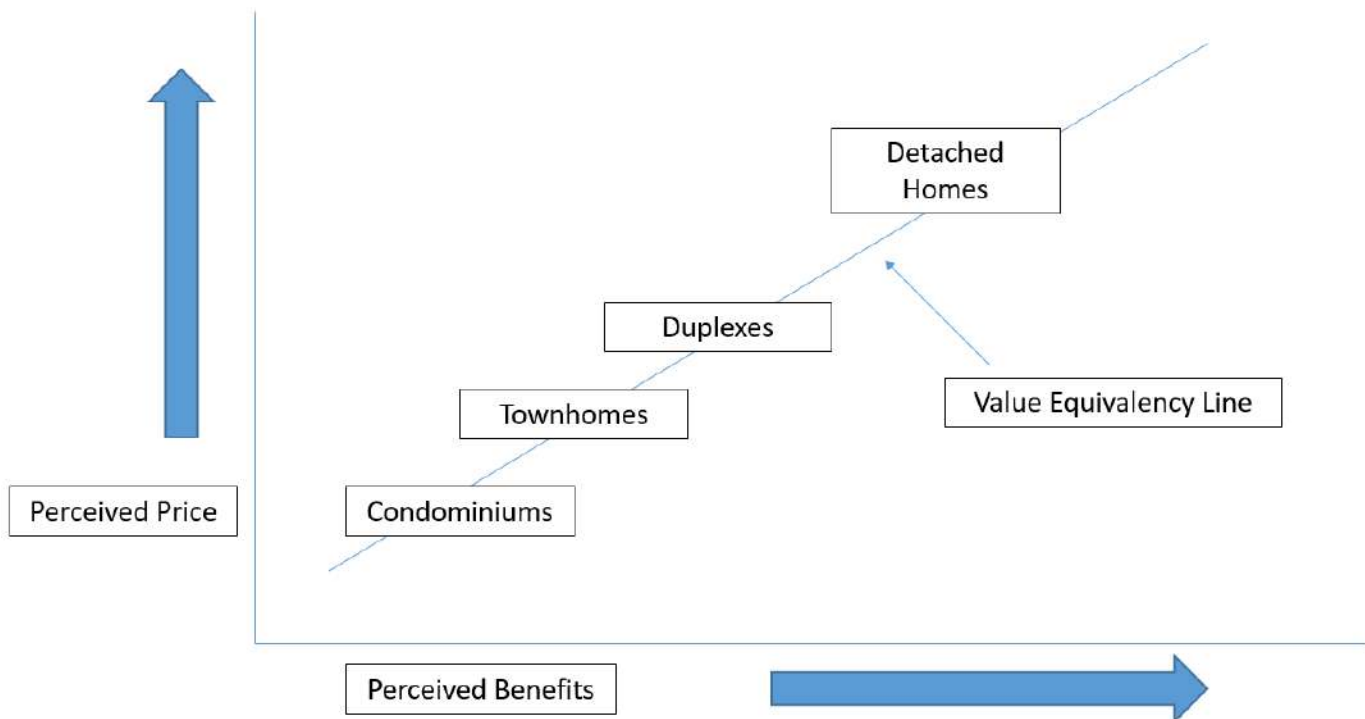 Detached
Homes
Duplexes
Value Equivalency Line
Townhomes
Perceived Price
Condominiums
Perceived Benefits